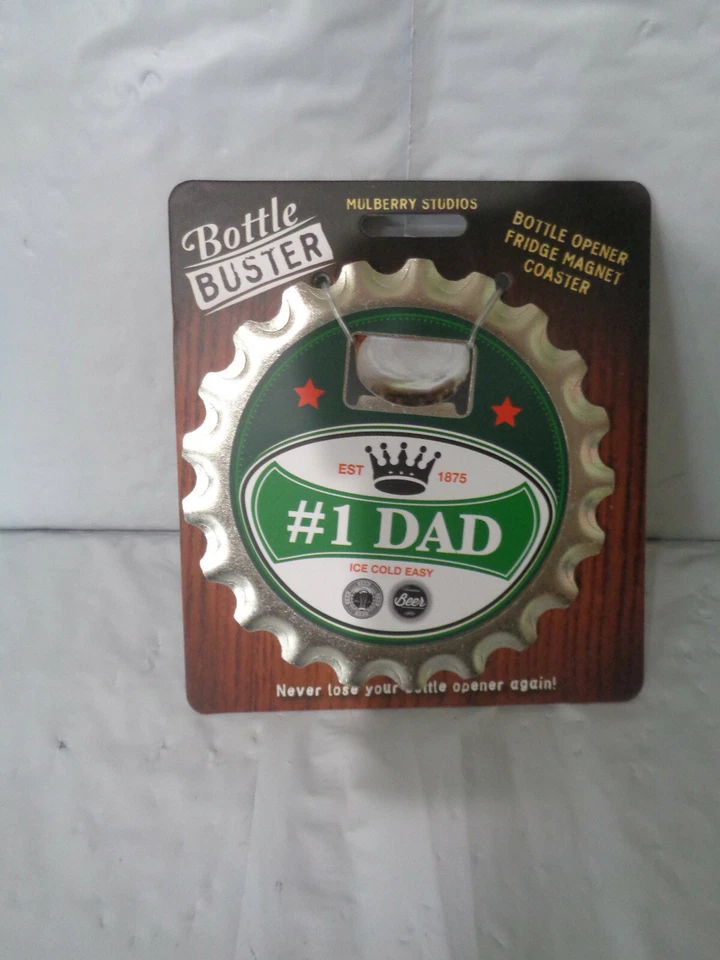 Bottle
BUSTER
MULBERRY STUDIOS
BOTTLE OPENER
FRIDGE MAGNET
COASTER
EST
1875
#1 DAD
ICE COLD EASY
Beer
Never lose your opener again!